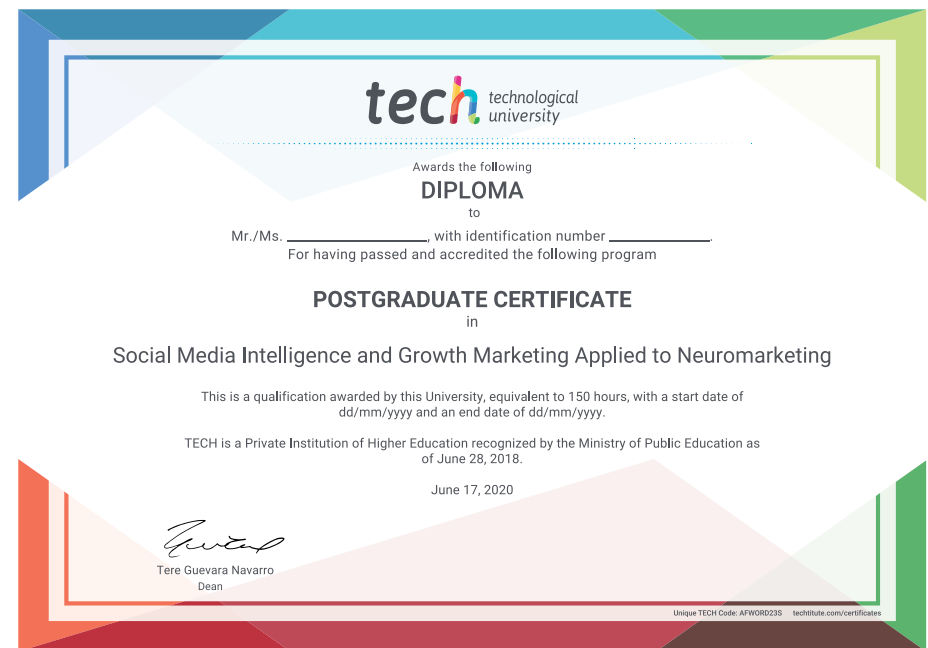 tech technological
university
Awards the following
DIPLOMA
to
Mr./Ms. ____________, with identification number ____________.
For having passed and accredited the following program
POSTGRADUATE CERTIFICATE
in
Social Media Intelligence and Growth Marketing Applied to Neuromarketing
This is a qualification awarded by this University, equivalent to 150 hours, with a start date of
dd/mm/yyyy and an end date of dd/mm/yyyy.
TECH is a Private Institution of Higher Education recognized by the Ministry of Public Education as
of June 28, 2018.
June 17, 2020
Tere Guevara Navarro
Dean
Unique TECH Code: AFWORD23S techtitute.com/certificates